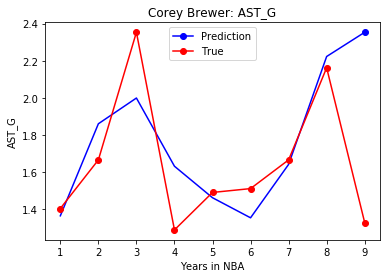 Corey Brewer: AST_G
Prediction
True
AST_G
2.4
2.2
2.0
1.8
1.6
1.4
1 2 3 4 5 6 7 8 9
Years in NBA